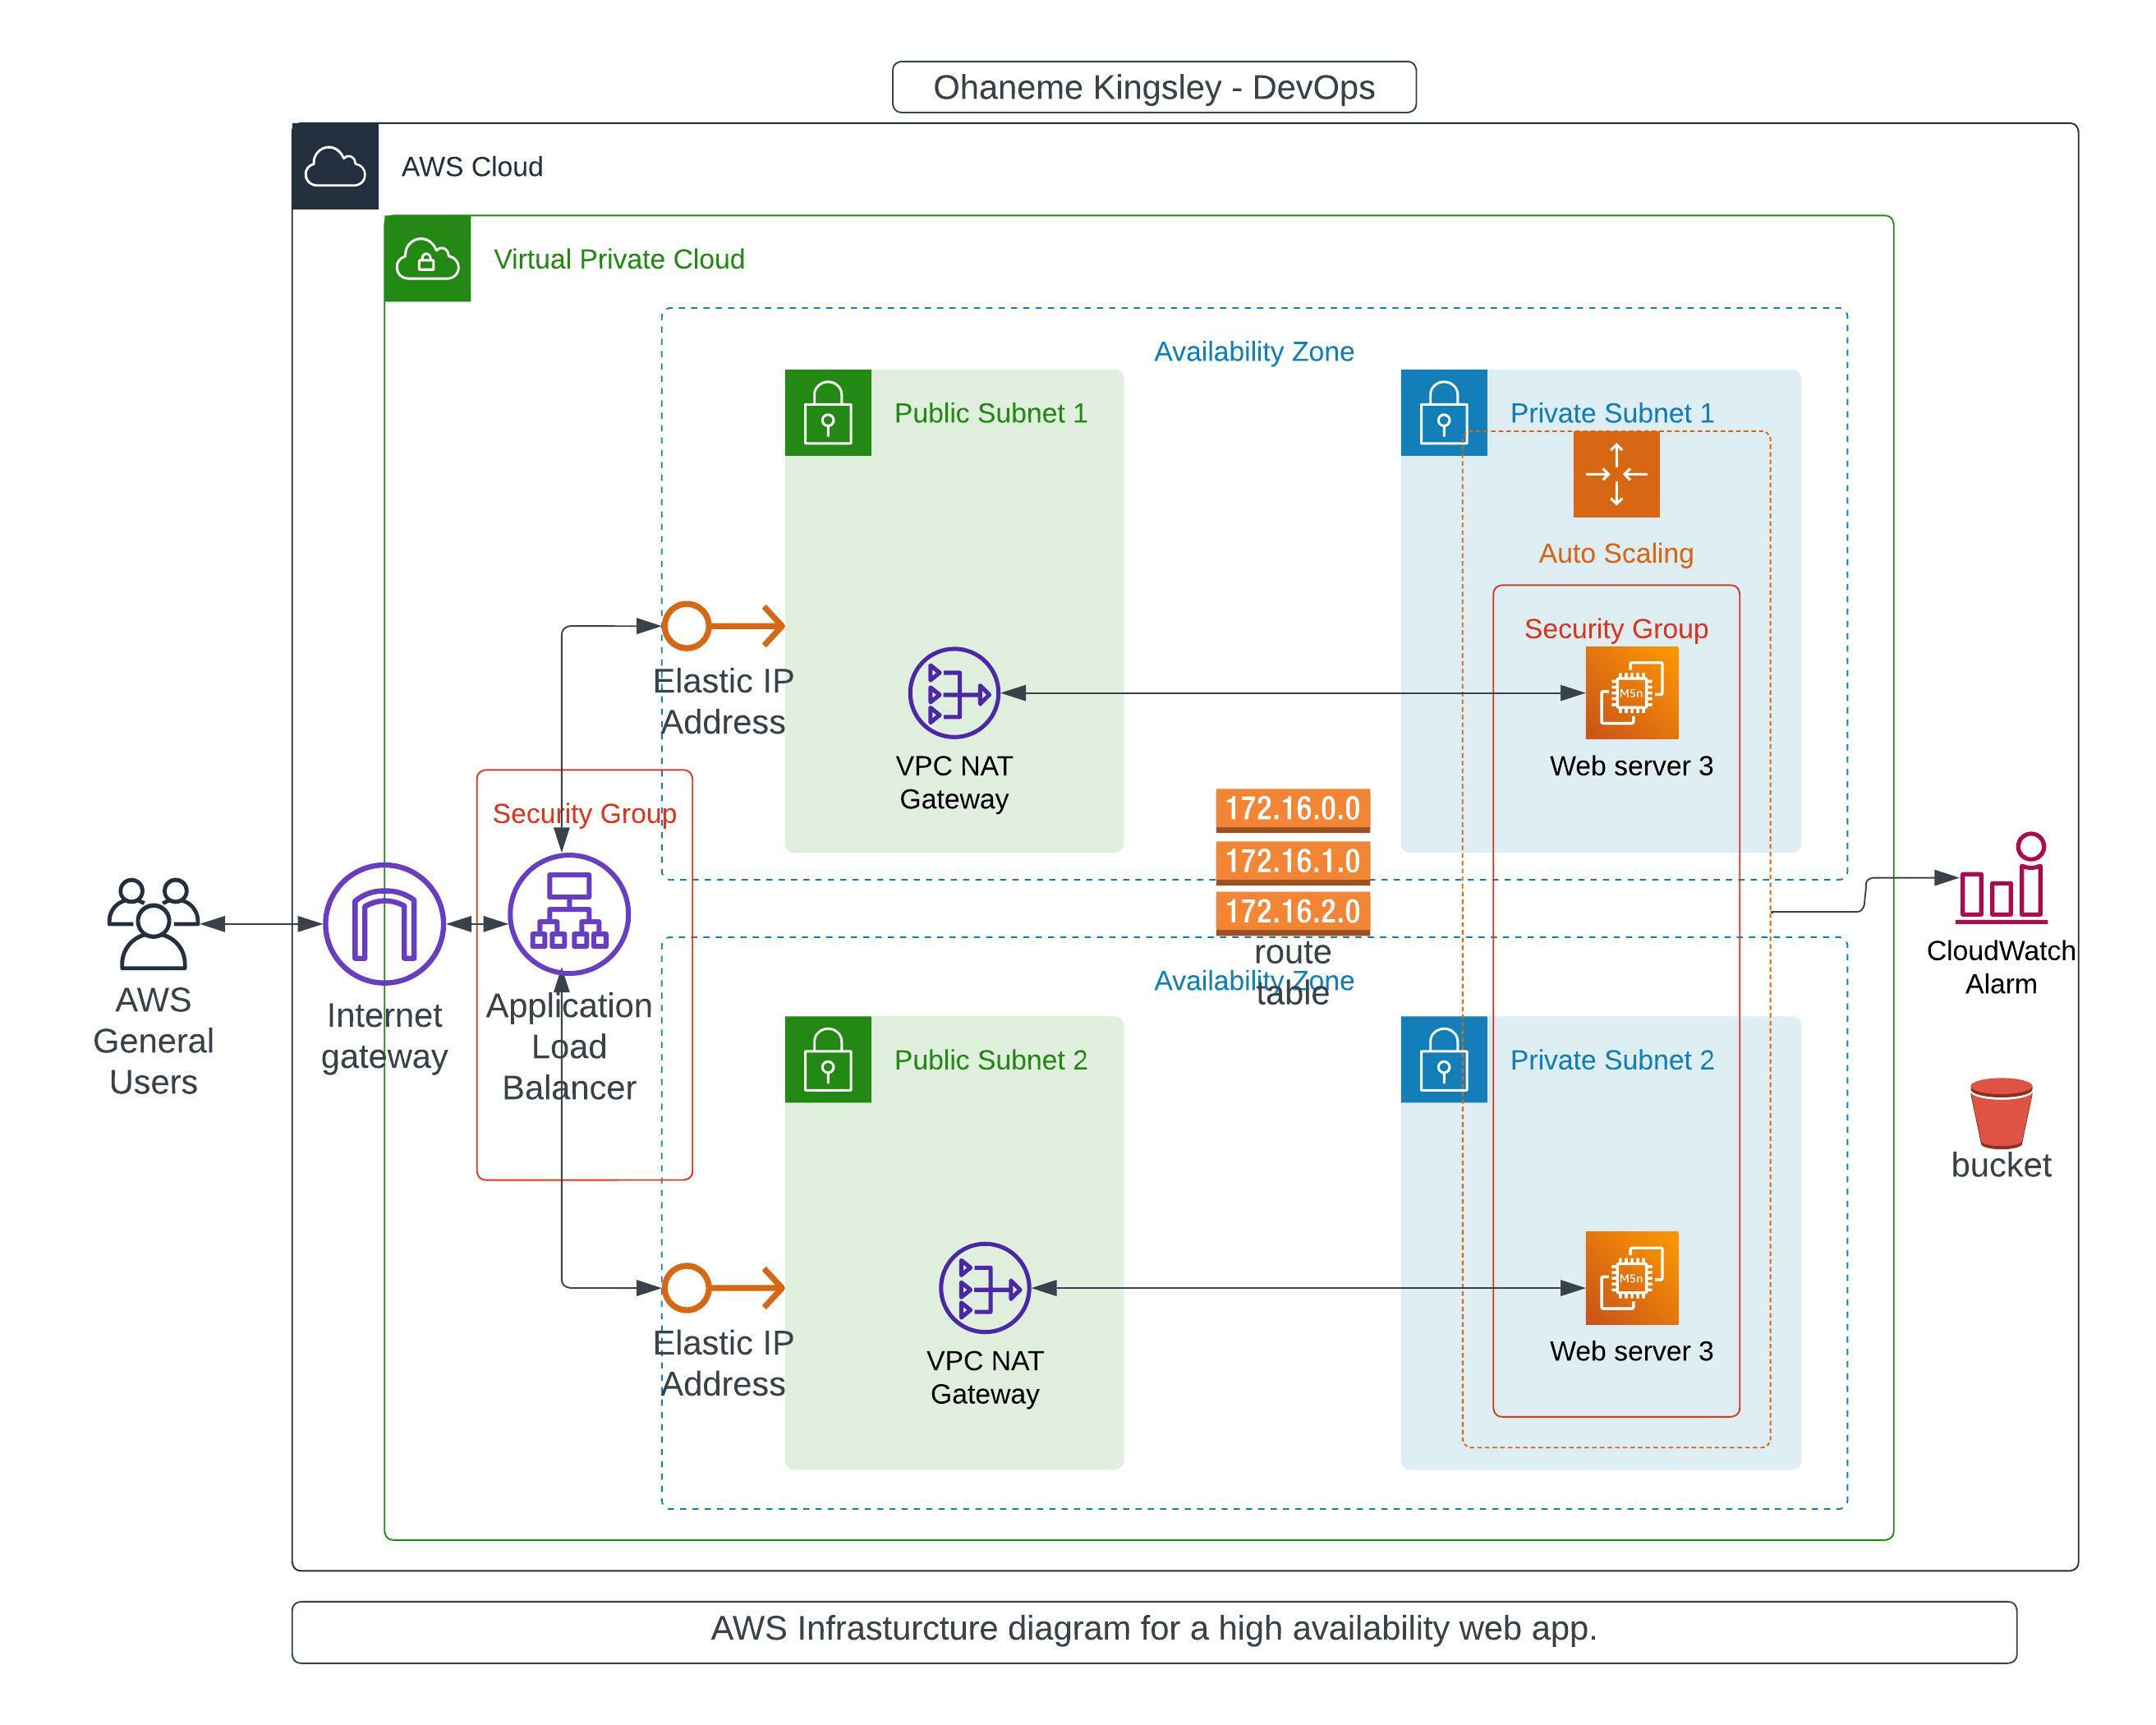 Ohaneme Kingsley - DevOps
AWS Cloud
Virtual Private Cloud
Availability Zone
Public Subnet 1
Private Subnet 1
Auto Scaling
Security Group
Elastic IP
Address
M5n
VPC NAT
Gateway
Web server 3
Security Group
172.16.0.0
172.16.1.0
172.16.2.0
route
table
AWS
General
Users
Internet
gateway
Application
Load
Balancer
CloudWatch
Alarm
Availability Zone
Public Subnet 2
Private Subnet 2
bucket
Elastic IP
Address
M5n
VPC NAT
Gateway
Web server 3
AWS Infrasturcture diagram for a high availability web app.